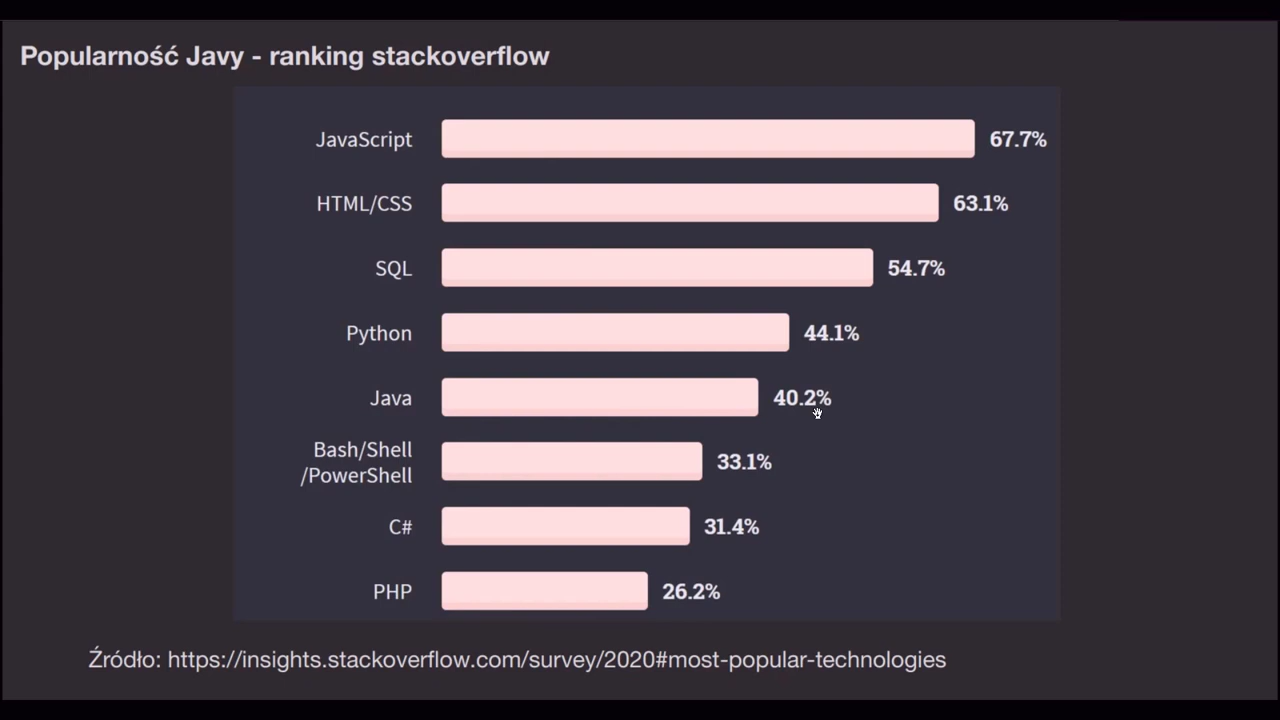 Popularność Javy - ranking stackoverflow
JavaScript 67.7%
HTML/CSS 63.1%
SQL 54.7%
Python 44.1%
Java 40.2%
Bash/Shell
/PowerShell 33.1%
C# 31.4%
PHP 26.2%
Źródło: https://insights.stackoverflow.com/survey/2020#most-popular-technologies